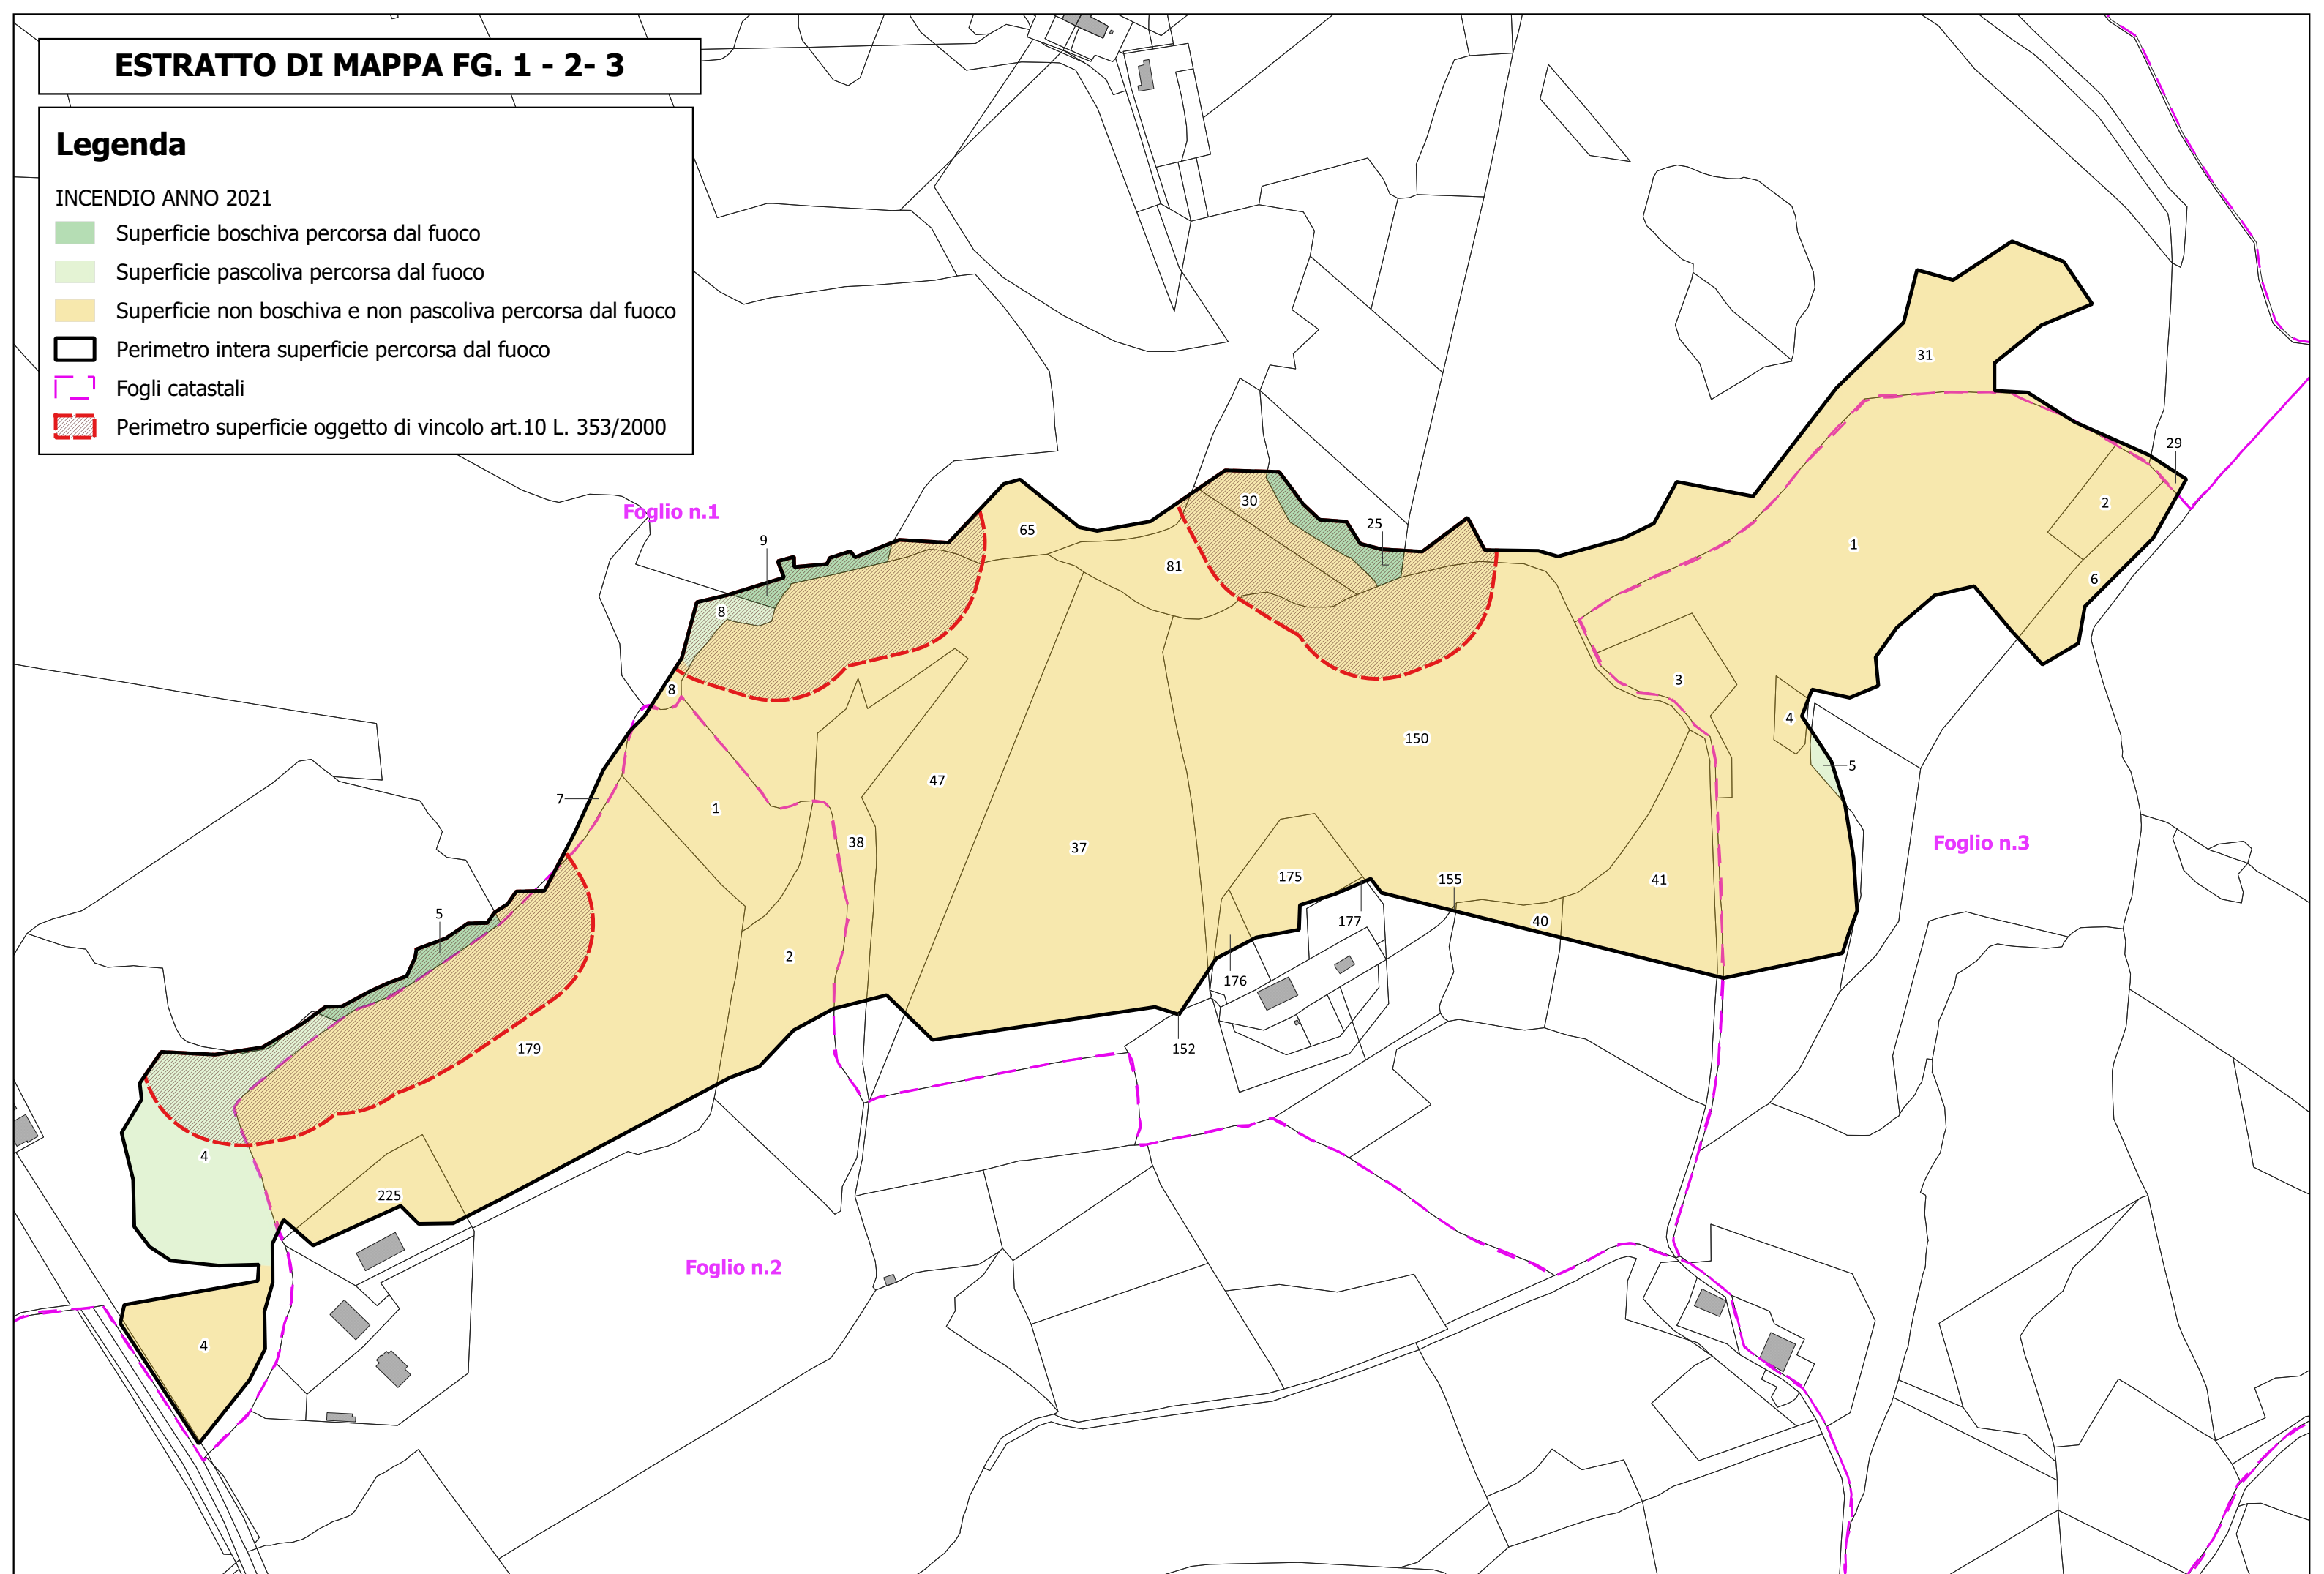 ESTRATTO DI MAPPA FG. 1 - 2- 3
Legenda
INCENDIO ANNO 2021
Superficie boschiva percorsa dal fuoco
Superficie pascoliva percorsa dal fuoco
Superficie non boschiva e non pascoliva percorsa dal fuoco
Perimetro intera superficie percorsa dal fuoco
Fogli catastali
Perimetro superficie oggetto di vincolo art.10 L. 353/2000
31
29
30
2
Foglio n.1
25
65
9
1
81
6
8
3
8
4
150
5
47
7
1
38
Foglio n.3
37
175
155
41
5
177
40
2
176
179
152
4
225
Foglio n.2
4